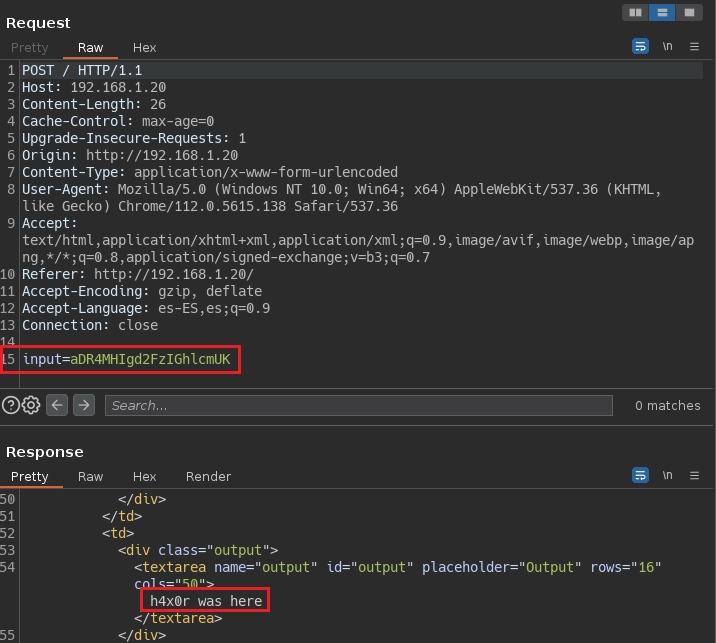 Request
Pretty Raw Hex \n ≡
1 POST / HTTP/1.1
2 Host: 192.168.1.20
3 Content-Length: 26
4 Cache-Control: max-age=0
5 Upgrade-Insecure-Requests: 1
6 Origin: http://192.168.1.20
7 Content-Type: application/x-www-form-urlencoded
8 User-Agent: Mozilla/5.0 (Windows NT 10.0; Win64; x64) AppleWebKit/537.36 (KHTML,
like Gecko) Chrome/112.0.5615.138 Safari/537.36
9 Accept:
text/html,application/xhtml+xml,application/xml;q=0.9,image/avif,image/webp,image/ap
ng,*/*;q=0.8,application/signed-exchange;v=b3;q=0.7
10 Referer: http://192.168.1.20/
11 Accept-Encoding: gzip, deflate
12 Accept-Language: es-ES,es;q=0.9
13 Connection: close
14
15 input=aDR4MHIgd2FzIGhlcmUK
Search... 0 matches
Response
Pretty Raw Hex Render \n ≡
50 </div>
51 </td>
52 <td>
53 <div class="output">
54 <textarea name="output" id="output" placeholder="Output" rows="16"
cols="50">
h4x0r was here
</textarea>
55 </div>